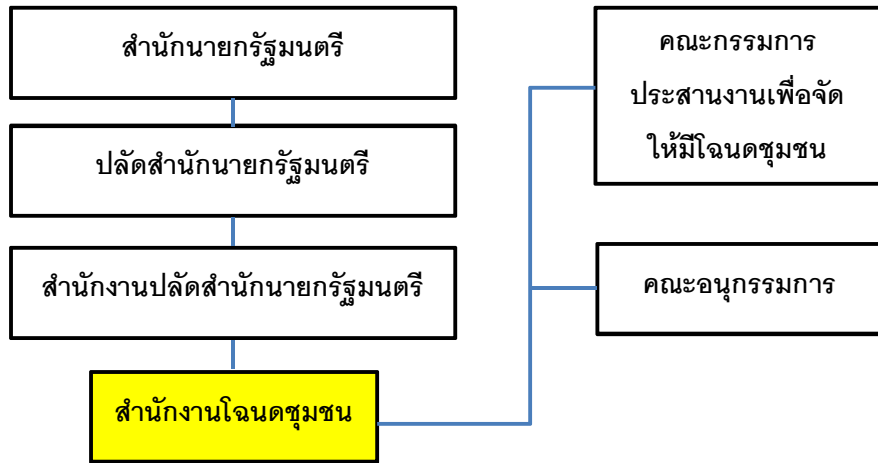 สำนักนายกรัฐมนตรี
ปลัดสำนักนายกรัฐมนตรี
สำนักงานปลัดสำนักนายกรัฐมนตรี
สำนักงานโฉนดชุมชน
คณะกรรมการ
ประสานงานเพื่อจัด
ให้มีโฉนดชุมชน
คณะอนุกรรมการ